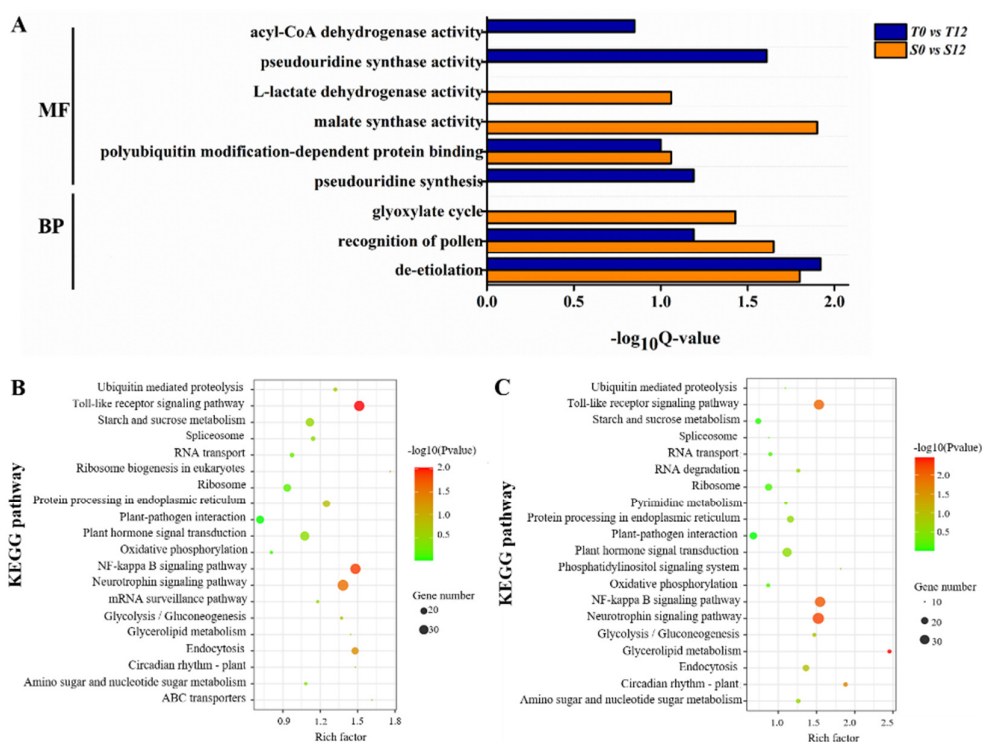 A
T0 vs T12
S0 vs S12
MF
BP
acyl-CoA dehydrogenase activity
pseudouridine synthase activity
L-lactate dehydrogenase activity
malate synthase activity
polyubiquitin modification-dependent protein binding
pseudouridine synthesis
glyoxylate cycle
recognition of pollen
de-etiolation
0.0 0.5 1.0 1.5 2.0
-log10Q-value
B
KEGG pathway
Ubiquitin mediated proteolysis
Toll-like receptor signaling pathway
Starch and sucrose metabolism
Spliceosome
RNA transport
Ribosome biogenesis in eukaryotes
Ribosome
Protein processing in endoplasmic reticulum
Plant-pathogen interaction
Plant hormone signal transduction
Oxidative phosphorylation
NF-kappa B signaling pathway
Neurotrophin signaling pathway
mRNA surveillance pathway
Glycolysis / Gluconeogenesis
Glycerolipid metabolism
Endocytosis
Circadian rhythm - plant
Amino sugar and nucleotide sugar metabolism
ABC transporters
0.9 1.2 1.5 1.8
Rich factor
-log10(Pvalue)
2.0
1.5
1.0
0.5
Gene number
20
30
C
KEGG pathway
Ubiquitin mediated proteolysis
Toll-like receptor signaling pathway
Starch and sucrose metabolism
Spliceosome
RNA transport
RNA degradation
Ribosome
Pyrimidine metabolism
Protein processing in endoplasmic reticulum
Plant-pathogen interaction
Plant hormone signal transduction
Phosphatidylinositol signaling system
Oxidative phosphorylation
NF-kappa B signaling pathway
Neurotrophin signaling pathway
Glycolysis / Gluconeogenesis
Glycerolipid metabolism
Endocytosis
Circadian rhythm - plant
Amino sugar and nucleotide sugar metabolism
1.0 1.5 2.0 2.5
Rich factor
-log10(Pvalue)
2.0
1.5
1.0
0.5
Gene number
10
20
30